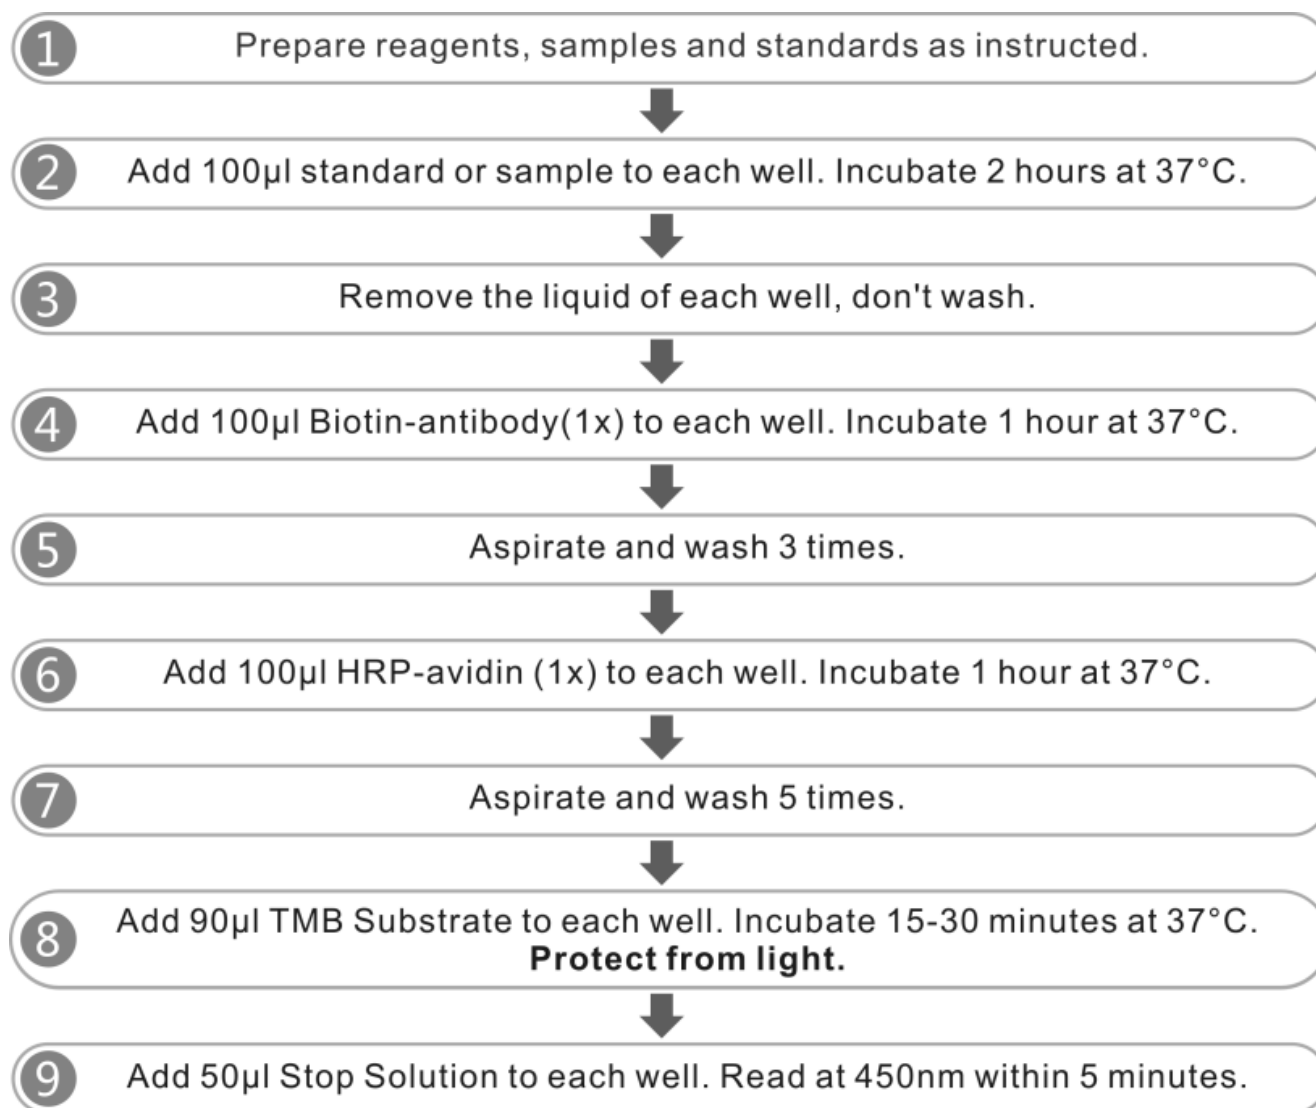 1 Prepare reagents, samples and standards as instructed.
2 Add 100µl standard or sample to each well. Incubate 2 hours at 37°C.
3 Remove the liquid of each well, don't wash.
4 Add 100µl Biotin-antibody(1x) to each well. Incubate 1 hour at 37°C.
5 Aspirate and wash 3 times.
6 Add 100µl HRP-avidin (1x) to each well. Incubate 1 hour at 37°C.
7 Aspirate and wash 5 times.
8 Add 90µl TMB Substrate to each well. Incubate 15-30 minutes at 37°C.
Protect from light.
9 Add 50µl Stop Solution to each well. Read at 450nm within 5 minutes.